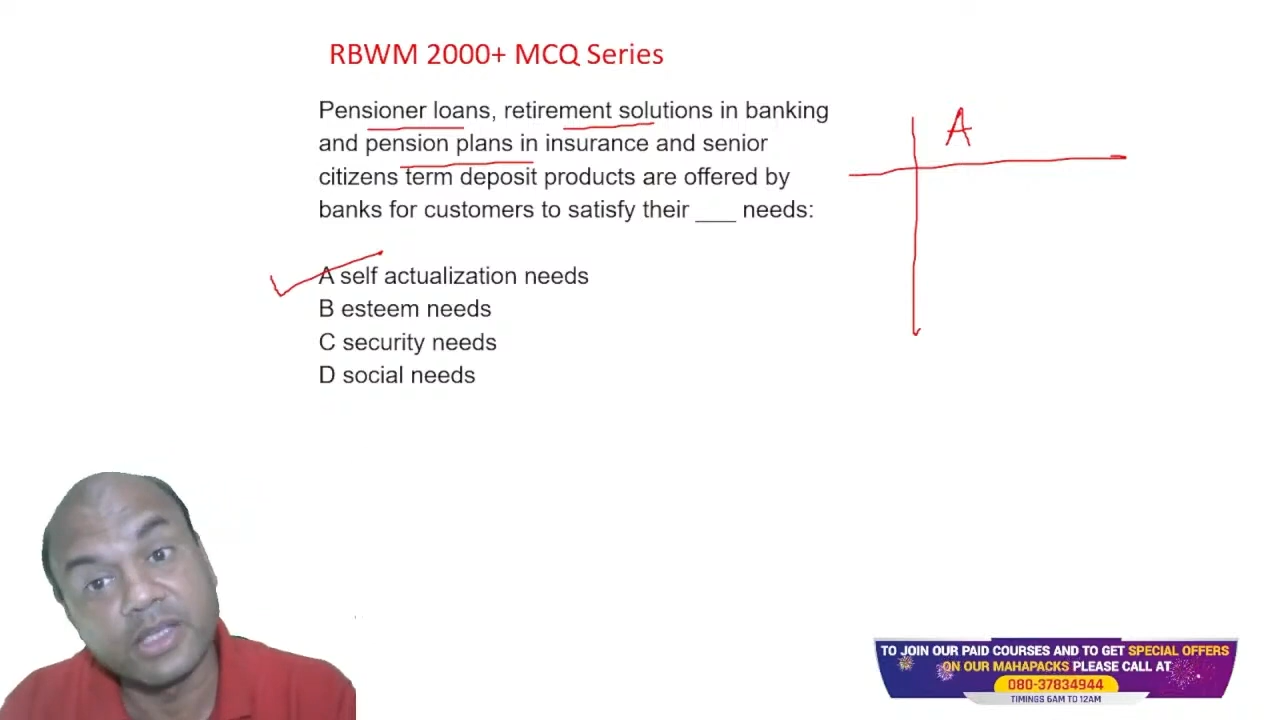 RBWM 2000+ MCQ Series
Pensioner loans, retirement solutions in banking
and pension plans in insurance and senior
citizens term deposit products are offered by
banks for customers to satisfy their ___ needs:
A self actualization needs
B esteem needs
C security needs
D social needs
A
TO JOIN OUR PAID COURSES AND TO GET SPECIAL OFFERS
ON OUR MAHAPACKS PLEASE CALL AT
080-37834944
TIMINGS 6AM TO 12AM